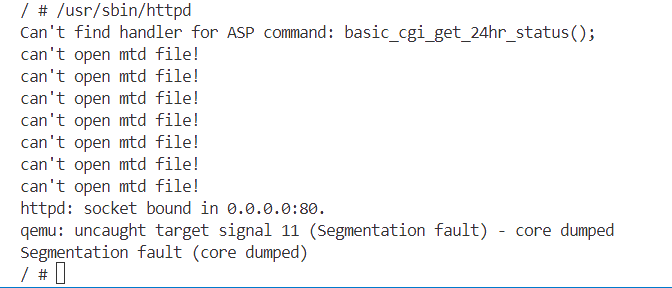 / # /usr/sbin/httpd
Can't find handler for ASP command: basic_cgi_get_24hr_status();
can't open mtd file!
can't open mtd file!
can't open mtd file!
can't open mtd file!
can't open mtd file!
can't open mtd file!
can't open mtd file!
httpd: socket bound in 0.0.0.0:80.
qemu: uncaught target signal 11 (Segmentation fault) - core dumped
Segmentation fault (core dumped)
/ #